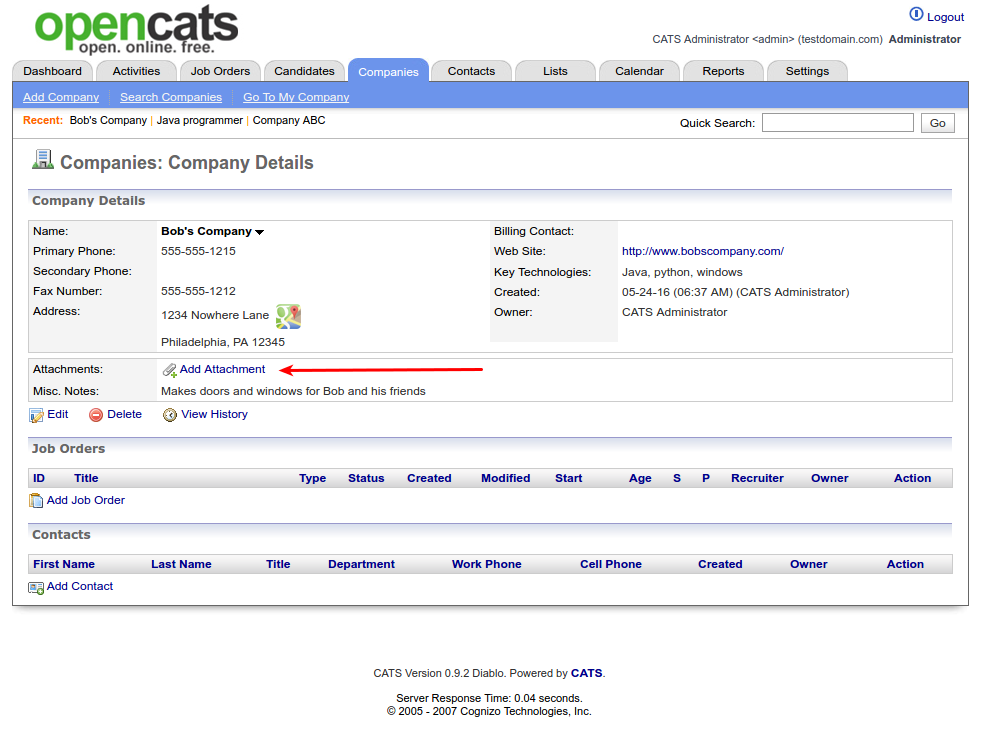 opencats
open. online. free.
Logout
CATS Administrator <admin> (testdomain.com) Administrator
Dashboard Activities Job Orders Candidates Companies Contacts Lists Calendar Reports Settings
Add Company Search Companies Go To My Company
Recent: Bob's Company | Java programmer | Company ABC
Quick Search: Go
Companies: Company Details
Company Details
Name: Bob's Company Billing Contact:
Primary Phone: 555-555-1215 Web Site: http://www.bobscompany.com/
Secondary Phone: Key Technologies: Java, python, windows
Fax Number: 555-555-1212 Created: 05-24-16 (06:37 AM) (CATS Administrator)
Address: 1234 Nowhere Lane Owner: CATS Administrator
Philadelphia, PA 12345
Attachments: Add Attachment
Misc. Notes: Makes doors and windows for Bob and his friends
Edit Delete View History
Job Orders
ID Title Type Status Created Modified Start Age S P Recruiter Owner Action
Add Job Order
Contacts
First Name Last Name Title Department Work Phone Cell Phone Created Owner Action
Add Contact
CATS Version 0.9.2 Diablo. Powered by CATS.
Server Response Time: 0.04 seconds.
© 2005 - 2007 Cognizo Technologies, Inc.